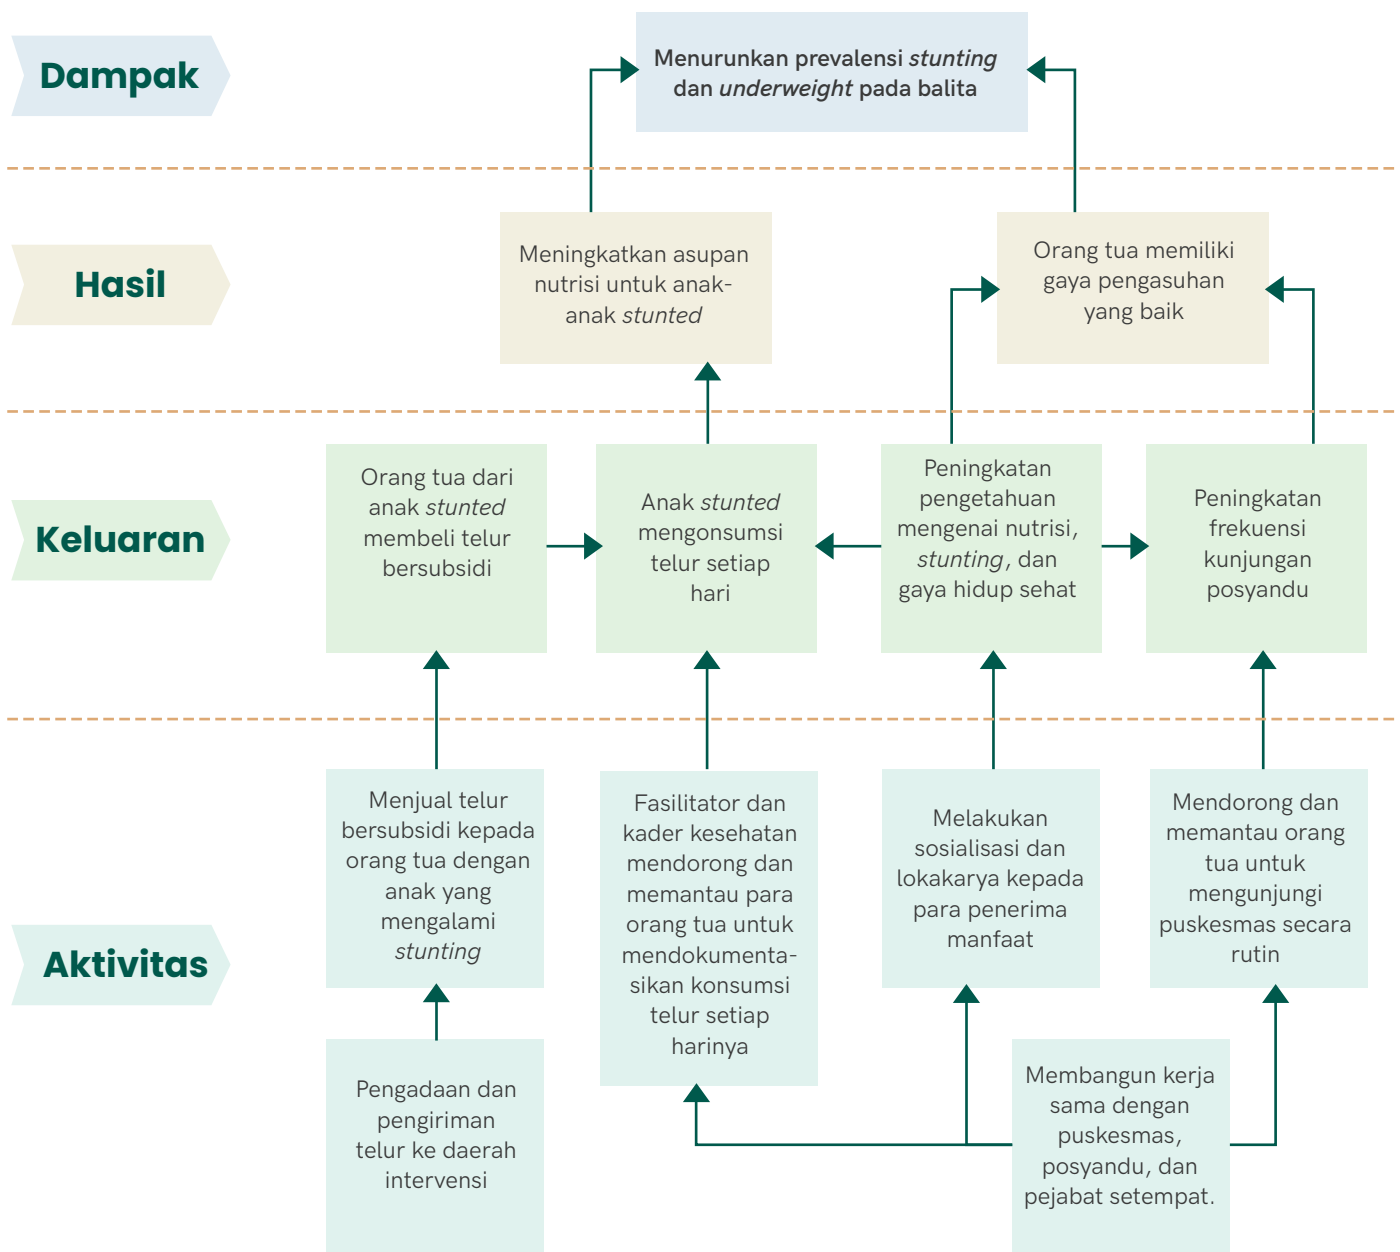 Dampak
Menurunkan prevalensi stunting
dan underweight pada balita
Hasil
Meningkatkan asupan
nutrisi untuk anak-
anak stunted
Orang tua memiliki
gaya pengasuhan
yang baik
Keluaran
Orang tua dari
anak stunted
membeli telur
bersubsidi
Anak stunted
mengonsumsi
telur setiap
hari
Peningkatan
pengetahuan
mengenai nutrisi,
stunting, dan
gaya hidup sehat
Peningkatan
frekuensi
kunjungan
posyandu
Aktivitas
Menjual telur
bersubsidi kepada
orang tua dengan
anak yang
mengalami
stunting
Fasilitator dan
kader kesehatan
mendorong dan
memantau para
orang tua untuk
mendokumenta-
sikan konsumsi
telur setiap
harinya
Melakukan
sosialisasi dan
lokakarya kepada
para penerima
manfaat
Mendorong dan
memantau orang
tua untuk
mengunjungi
puskesmas secara
rutin
Pengadaan dan
pengiriman
telur ke daerah
intervensi
Membangun kerja
sama dengan
puskesmas,
posyandu, dan
pejabat setempat.